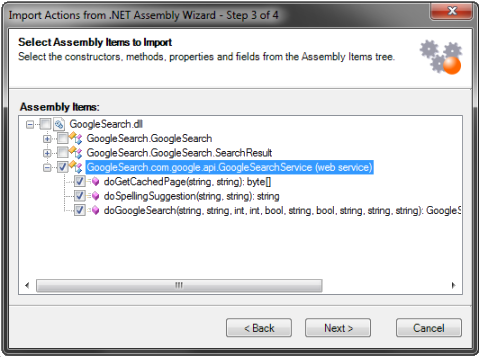 Import Actions from .NET Assembly Wizard - Step 3 of 4
Select Assembly Items to Import
Select the constructors, methods, properties and fields from the Assembly Items tree.
Assembly Items:
GoogleSearch.dll
GoogleSearch.GoogleSearch
GoogleSearch.GoogleSearch.SearchResult
GoogleSearch.com.google.api.GoogleSearchService (web service)
doGetCachedPage(string, string): byte[]
doSpellingSuggestion(string, string): string
doGoogleSearch(string, string, int, int, bool, string, bool, string, string, string): GoogleS
< Back
Next >
Cancel